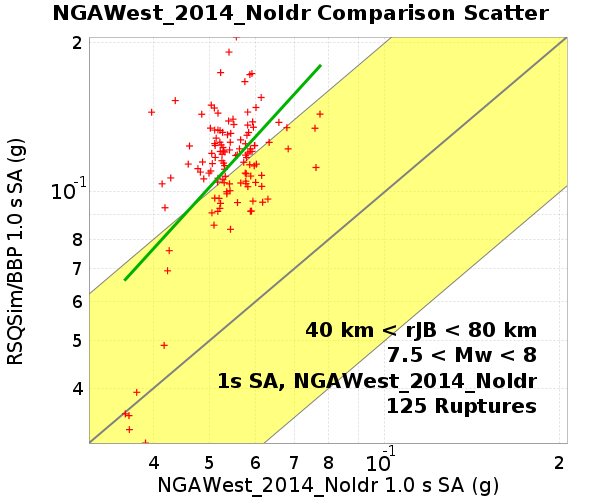 NGAWest_2014_NoIdr Comparison Scatter
RSQSim/BBP 1.0 s SA (g)
2
10-1
8
7
6
5
4
40 km < rJB < 80 km
7.5 < Mw < 8
1s SA, NGAWest_2014_NoIdr
125 Ruptures
4 5 6 7 8 10-1 2
NGAWest_2014_NoIdr 1.0 s SA (g)